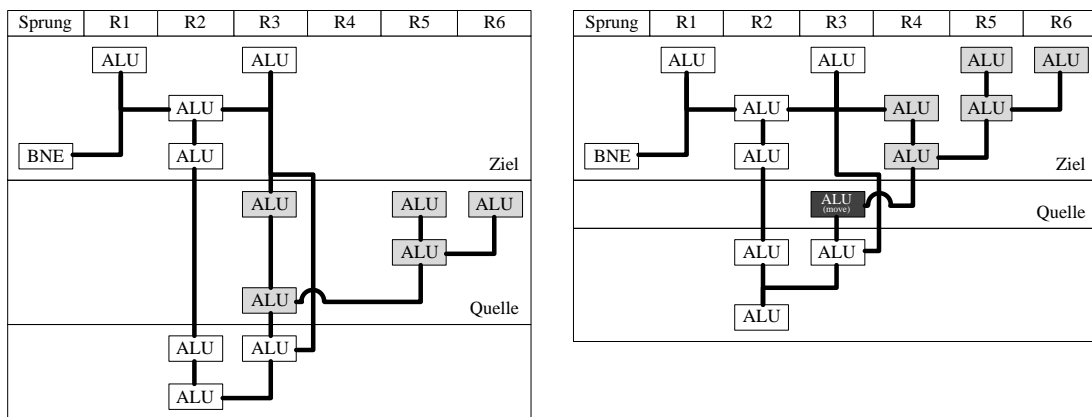 Sprung R1 R2 R3 R4 R5 R6
ALU ALU
ALU
BNE ALU
Ziel
ALU ALU ALU
ALU
ALU
Quelle
ALU ALU
ALU
Sprung R1 R2 R3 R4 R5 R6
ALU ALU ALU ALU
ALU ALU ALU
BNE ALU ALU
Ziel
ALU
(move)
Quelle
ALU ALU
ALU